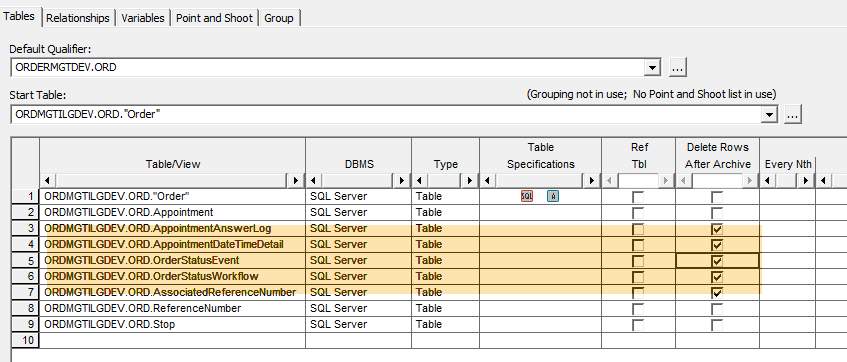 Tables Relationships Variables Point and Shoot Group
Default Qualifier:
ORDERMGTDEV.ORD ...
Start Table: (Grouping not in use; No Point and Shoot list in use)
ORDMGTILGDEV.ORD."Order" ...
Table/View DBMS Type Table Specifications Ref Tbl Delete Rows After Archive Every Nth
1 ORDMGTILGDEV.ORD."Order" SQL Server Table SQL A
2 ORDMGTILGDEV.ORD.Appointment SQL Server Table
3 ORDMGTILGDEV.ORD.AppointmentAnswerLog SQL Server Table
4 ORDMGTILGDEV.ORD.AppointmentDateTimeDetail SQL Server Table
5 ORDMGTILGDEV.ORD.OrderStatusEvent SQL Server Table
6 ORDMGTILGDEV.ORD.OrderStatusWorkflow SQL Server Table
7 ORDMGTILGDEV.ORD.AssociatedReferenceNumber SQL Server Table
8 ORDMGTILGDEV.ORD.ReferenceNumber SQL Server Table
9 ORDMGTILGDEV.ORD.Stop SQL Server Table
10